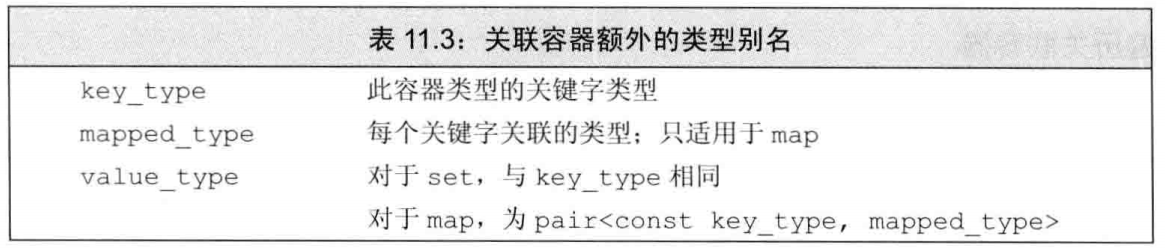 表 11.3：关联容器额外的类型别名
key_type 此容器类型的关键字类型
mapped_type 每个关键字关联的类型；只适用于 map
value_type 对于 set，与 key_type 相同
对于 map，为 pair<const key_type, mapped_type>